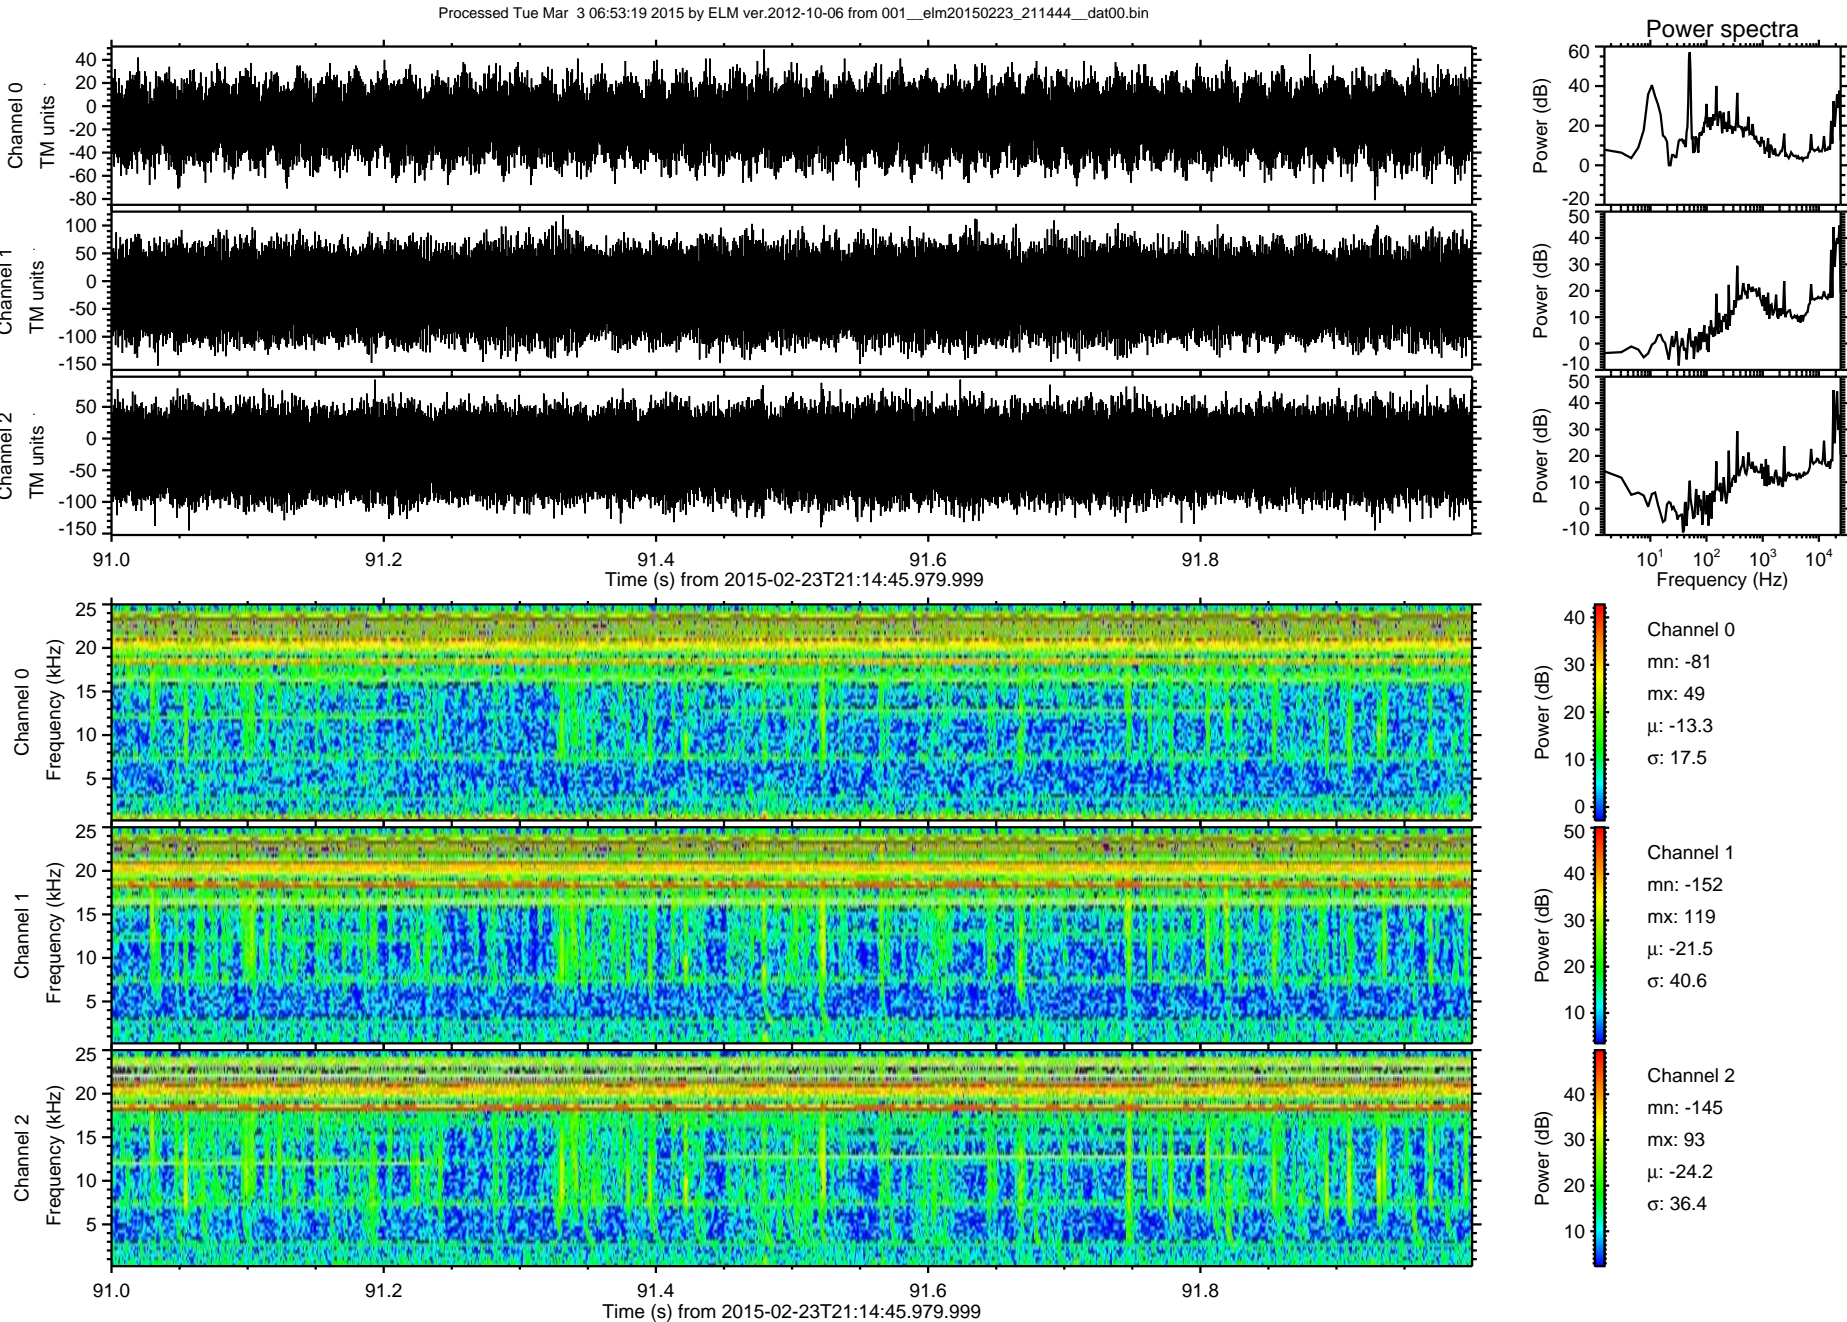 Processed Tue Mar  3 06:53:19 2015 by ELM ver.2012-10-06 from 001__elm20150223_211444__dat00.bin
Power spectra
Channel 0
TM units
40
20
0
-20
-40
-60
-80
Power (dB)
60
40
20
0
-20
Channel 1
TM units
100
50
0
-50
-100
-150
Power (dB)
50
40
30
20
10
0
-10
Channel 2
TM units
50
0
-50
-100
-150
Power (dB)
50
40
30
20
10
0
-10
91.0 91.2 91.4 91.6 91.8
Time (s) from 2015-02-23T21:14:45.979.999
10^1 10^2 10^3 10^4
Frequency (Hz)
Channel 0
Frequency (kHz)
25
20
15
10
5
Power (dB)
40
30
20
10
0
Channel 0
mn: -81
mx: 49
μ: -13.3
σ: 17.5
Channel 1
Frequency (kHz)
25
20
15
10
5
Power (dB)
50
40
30
20
10
Channel 1
mn: -152
mx: 119
μ: -21.5
σ: 40.6
Channel 2
Frequency (kHz)
25
20
15
10
5
Power (dB)
40
30
20
10
Channel 2
mn: -145
mx: 93
μ: -24.2
σ: 36.4
91.0 91.2 91.4 91.6 91.8
Time (s) from 2015-02-23T21:14:45.979.999